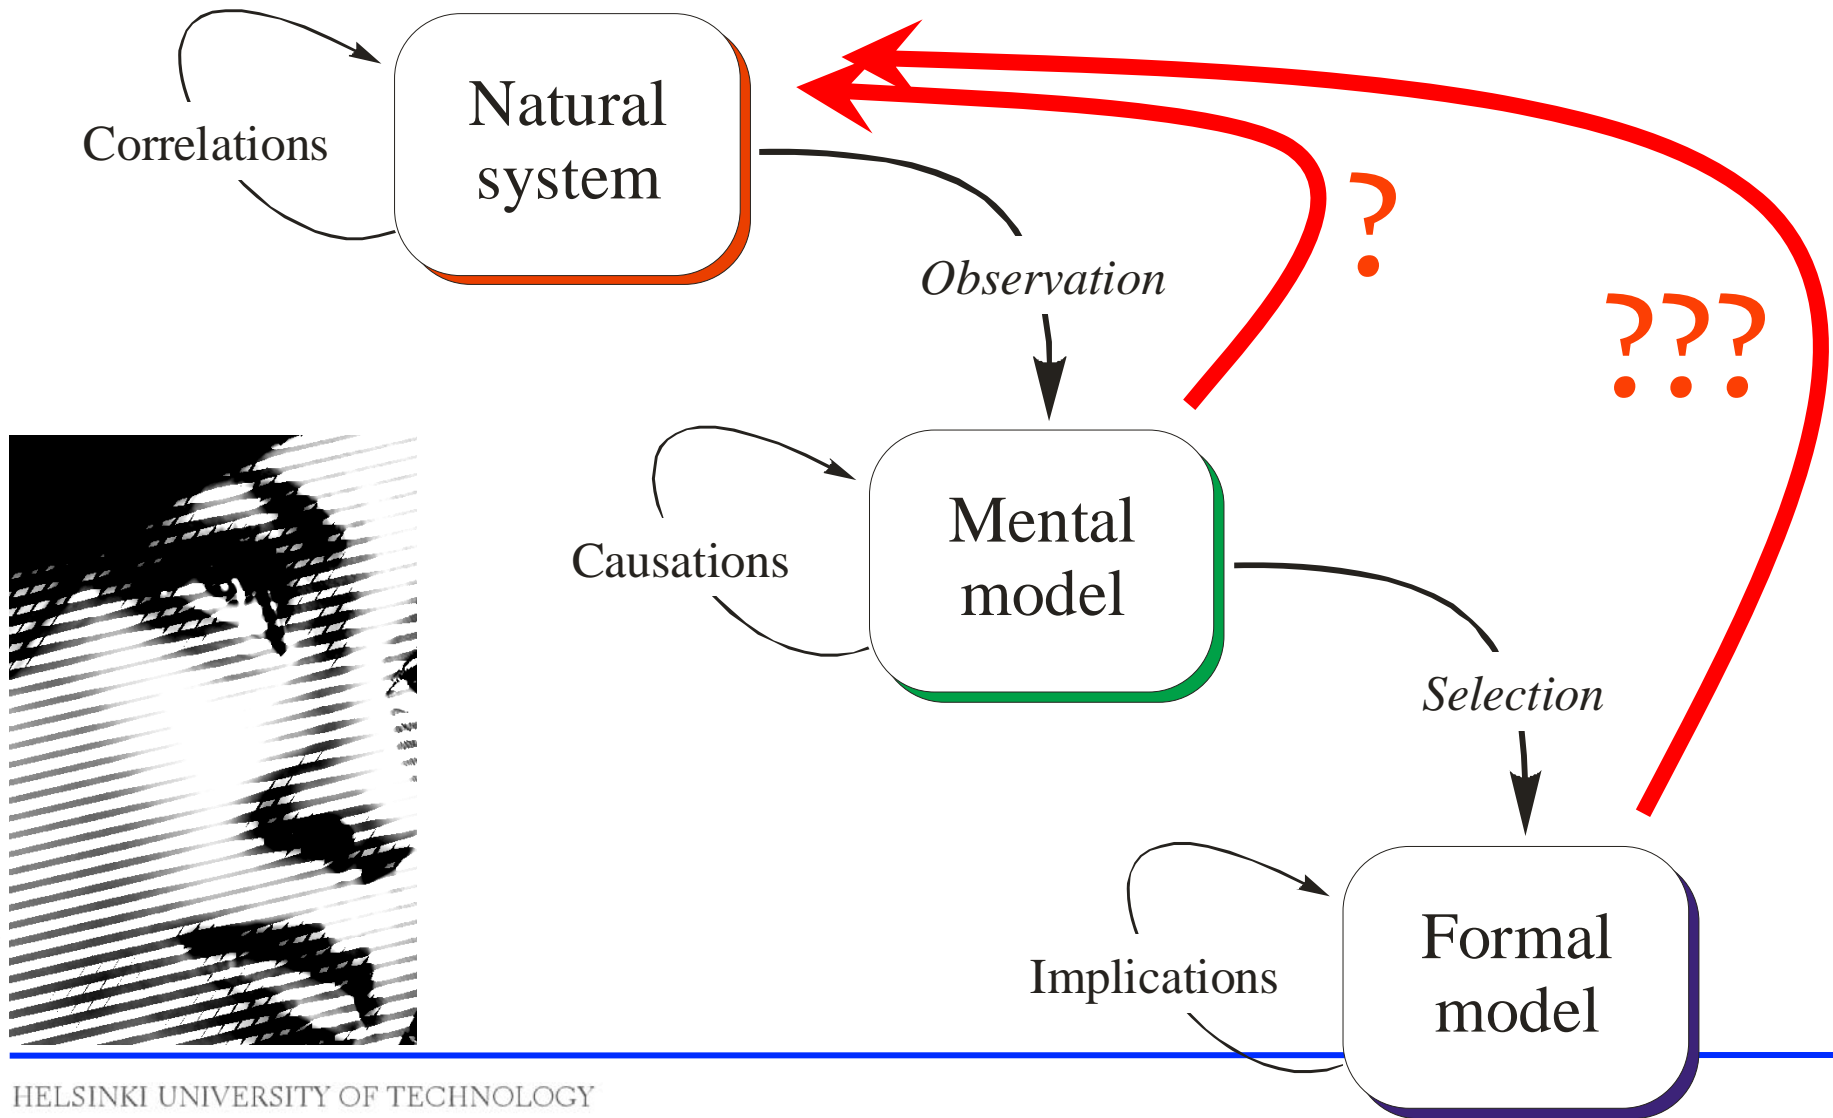 Natural
system
Correlations
?
Observation
???
Mental
model
Causations
Selection
Formal
model
Implications
HELSINKI UNIVERSITY OF TECHNOLOGY